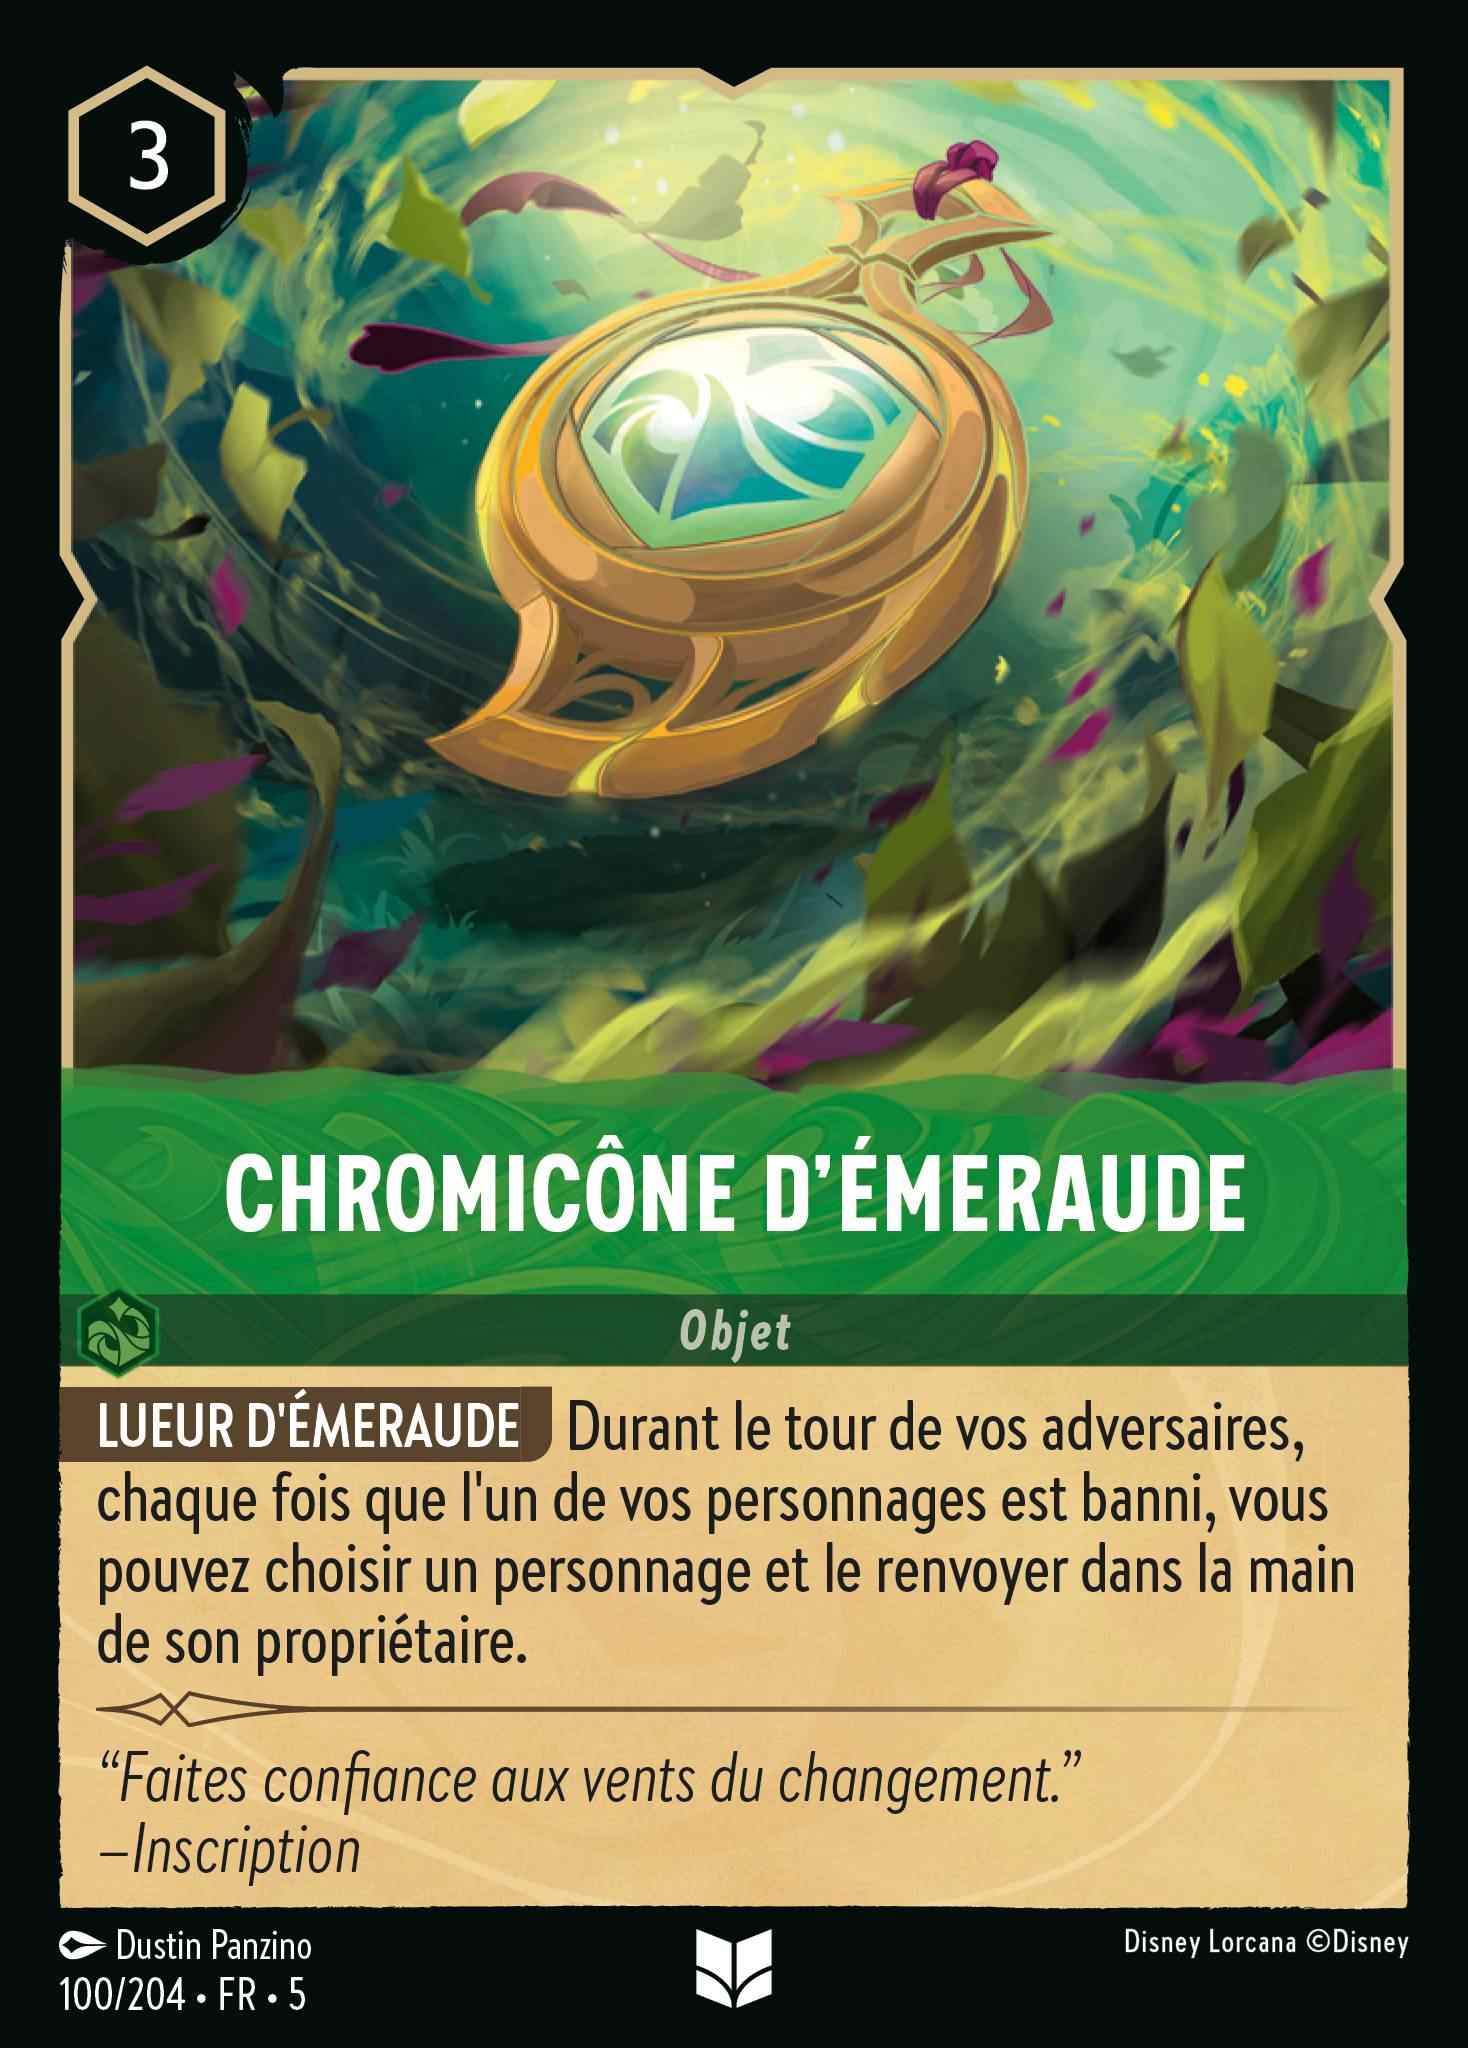 3
CHROMICÔNE D’ÉMERAUDE
Objet
LUEUR D'ÉMERAUDE Durant le tour de vos adversaires,
chaque fois que l'un de vos personnages est banni, vous
pouvez choisir un personnage et le renvoyer dans la main
de son propriétaire.
“Faites confiance aux vents du changement.”
–Inscription
Dustin Panzino
Disney Lorcana ©Disney
100/204 • FR • 5